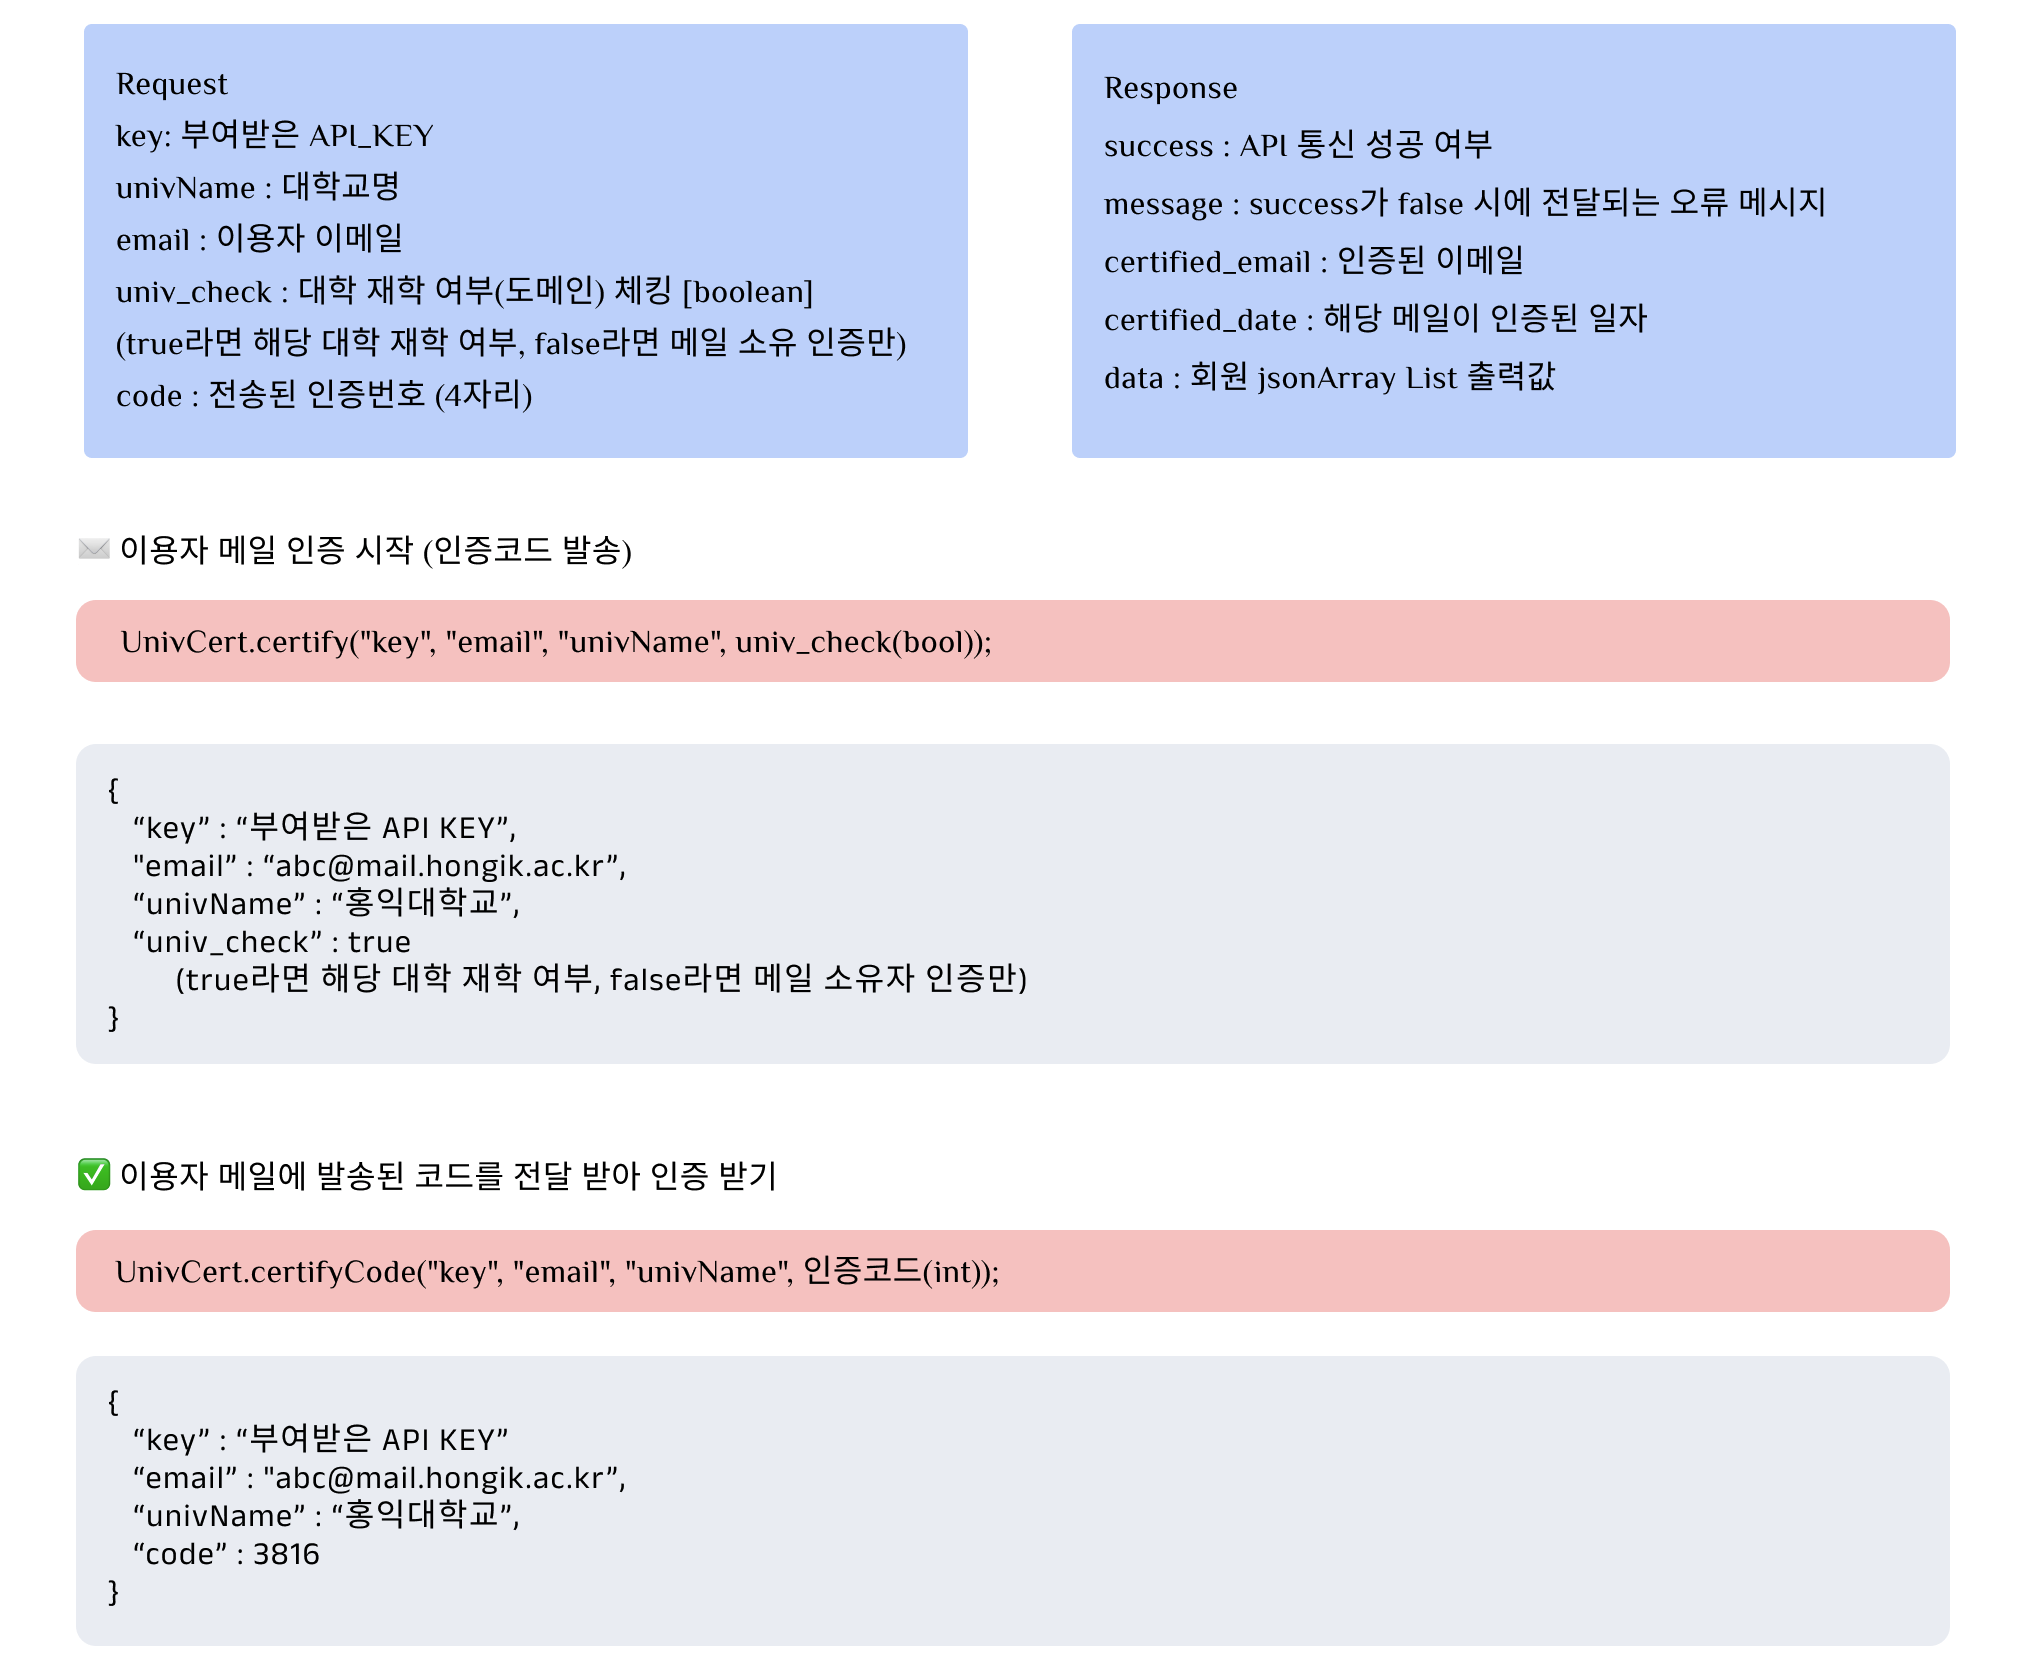 Request
key: 부여받은 API_KEY
univName : 대학교명
email : 이용자 이메일
univ_check : 대학 재학 여부(도메인) 체킹 [boolean]
(true라면 해당 대학 재학 여부, false라면 메일 소유 인증만)
code : 전송된 인증번호 (4자리)
Response
success : API 통신 성공 여부
message : success가 false 시에 전달되는 오류 메시지
certified_email : 인증된 이메일
certified_date : 해당 메일이 인증된 일자
data : 회원 jsonArray List 출력값
✉️ 이용자 메일 인증 시작 (인증코드 발송)
UnivCert.certify("key", "email", "univName", univ_check(bool));
{
“key” : “부여받은 API KEY”,
"email” : “abc@mail.hongik.ac.kr”,
“univName” : “홍익대학교”,
“univ_check” : true
(true라면 해당 대학 재학 여부, false라면 메일 소유자 인증만)
}
✅ 이용자 메일에 발송된 코드를 전달 받아 인증 받기
UnivCert.certifyCode("key", "email", "univName", 인증코드(int));
{
“key” : “부여받은 API KEY”
“email” : "abc@mail.hongik.ac.kr”,
“univName” : “홍익대학교”,
“code” : 3816
}